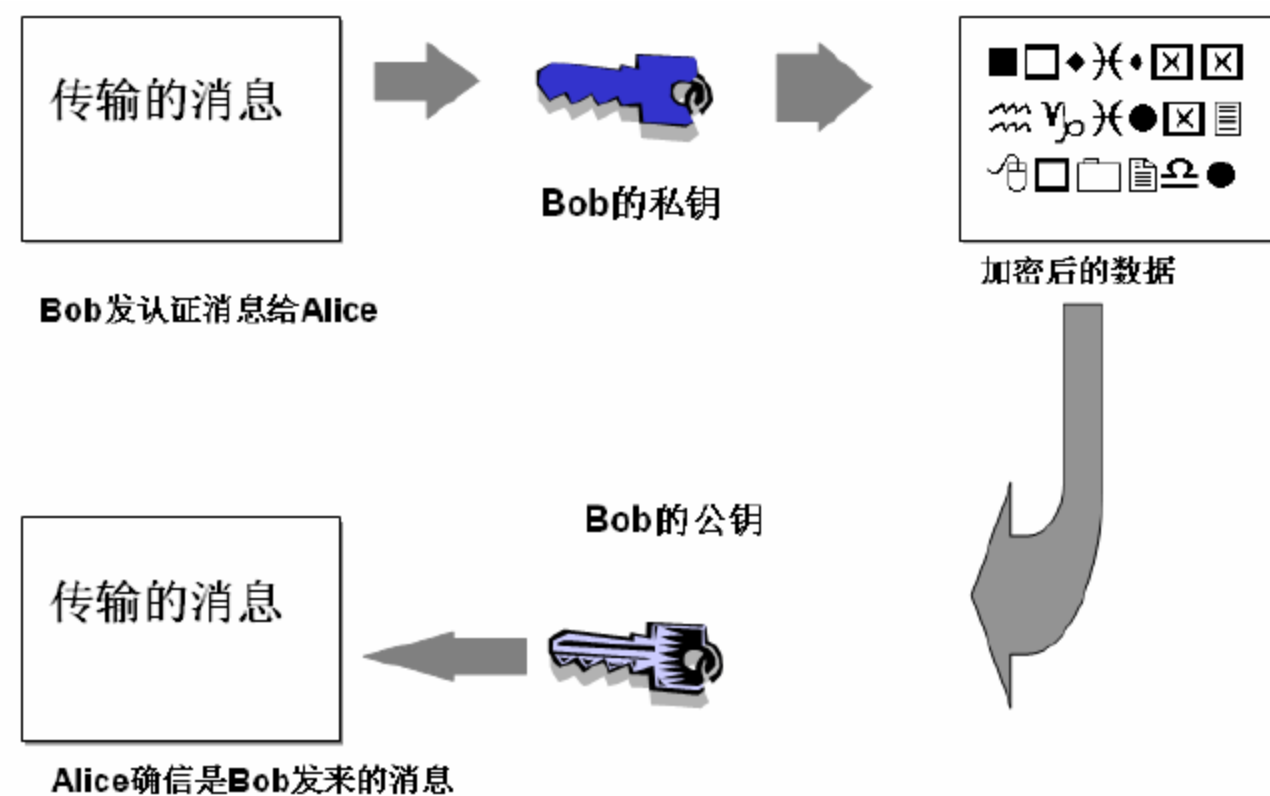 传输的消息
Bob的私钥
■□◆♓⬧☒☒
♒♑♓●☒🗏
🖰□🗀🗎♎●
加密后的数据
Bob发认证消息给Alice
Bob的公钥
传输的消息
Alice确信是Bob发来的消息